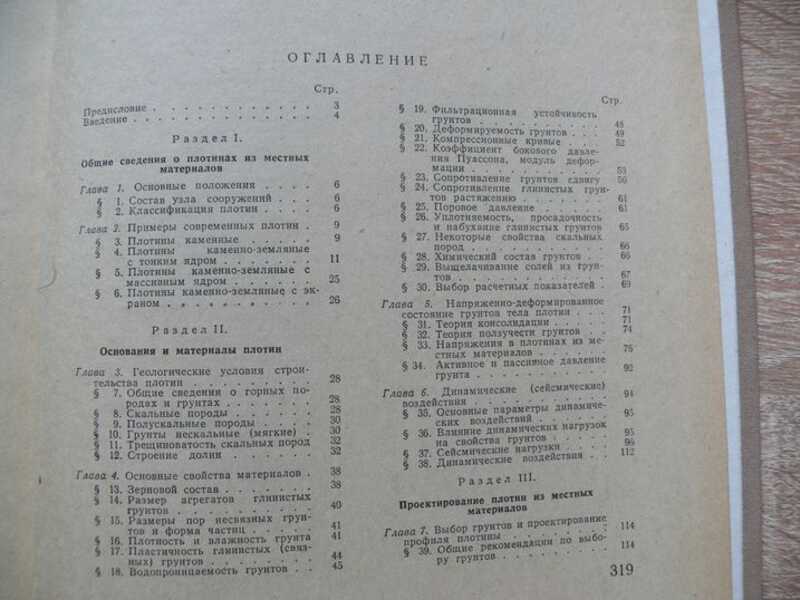 ОГЛАВЛЕНИЕ
Стр.
Предисловие . . . . . . . . . . . 3
Введение . . . . . . . . . . . . 4
Раздел I.
Общие сведения о плотинах из местных
материалов
Глава 1. Основные положения . . . . 6
§ 1. Состав узла сооружений . . . 6
§ 2. Классификация плотин . . . 6
Глава 2. Примеры современных плотин . 9
§ 3. Плотины каменные . . . . 9
§ 4. Плотины каменно-земляные
с тонким ядром . . . . . . . 11
§ 5. Плотины каменно-земляные с
массивным ядром . . . . . . 25
§ 6. Плотины каменно-земляные с эк-
раном . . . . . . . . . 26
Раздел II.
Основания и материалы плотин
Глава 3. Геологические условия строи-
тельства плотин . . . . . . . . 28
§ 7. Общие сведения о горных по-
родах и грунтах . . . . . . . 28
§ 8. Скальные породы . . . . . . 28
§ 9. Полускальные породы . . . . 30
§ 10. Грунты нескальные (мягкие) . 30
§ 11. Трещиноватость скальных пород 32
§ 12. Строение долин . . . . . . 32
Глава 4. Основные свойства материалов . 38
§ 13. Зерновой состав . . . . . . 38
§ 14. Размер агрегатов глинистых
грунтов . . . . . . . . . . 40
§ 15. Размеры пор несвязных грун-
тов и форма частиц . . . . . 41
§ 16. Плотность и влажность грунта 41
§ 17. Пластичность глинистых (связ-
ных) грунтов . . . . . . . . 44
§ 18. Водопроницаемость грунтов . . 45
Стр.
§ 19. Фильтрационная устойчивость
грунтов . . . . . . . . . . 48
§ 20. Деформируемость грунтов . . . 49
§ 21. Компрессионные кривые . . . 52
§ 22. Коэффициент бокового давле-
ния Пуассона, модуль дефор-
мации . . . . . . . . . . 53
§ 23. Сопротивление грунтов сдвигу 56
§ 24. Сопротивление глинистых грун-
тов растяжению . . . . . . . 61
§ 25. Поровое давление . . . . . 61
§ 26. Уплотняемость, просадочность
и набухание глинистых грунтов 65
§ 27. Некоторые свойства скальных
пород . . . . . . . . . . 66
§ 28. Химический состав грунтов . . 66
§ 29. Выщелачивание солей из грун-
тов . . . . . . . . . . . 67
§ 30. Выбор расчетных показателей . 69
Глава 5. Напряженно-деформированное
состояние грунтов тела плотин . . . 71
§ 31. Теория консолидации . . . . 71
§ 32. Теория ползучести грунтов . . 74
§ 33. Напряжения в плотинах из ме-
стных материалов . . . . . . 75
§ 34. Активное и пассивное давление
грунта . . . . . . . . . . 92
Глава 6. Динамические (сейсмические)
воздействия . . . . . . . . . . 94
§ 35. Основные параметры динамиче-
ских воздействий . . . . . . 95
§ 36. Влияние динамических нагрузок
на свойства грунтов . . . . . 95
§ 37. Сейсмические нагрузки . . . . 96
§ 38. Динамические воздействия . . . 112
Раздел III.
Проектирование плотин из местных
материалов
Глава 7. Выбор грунтов и проектирование
профиля плотины . . . . . . . . 114
§ 39. Общие рекомендации по выбо-
ру грунтов . . . . . . . . . 114
319